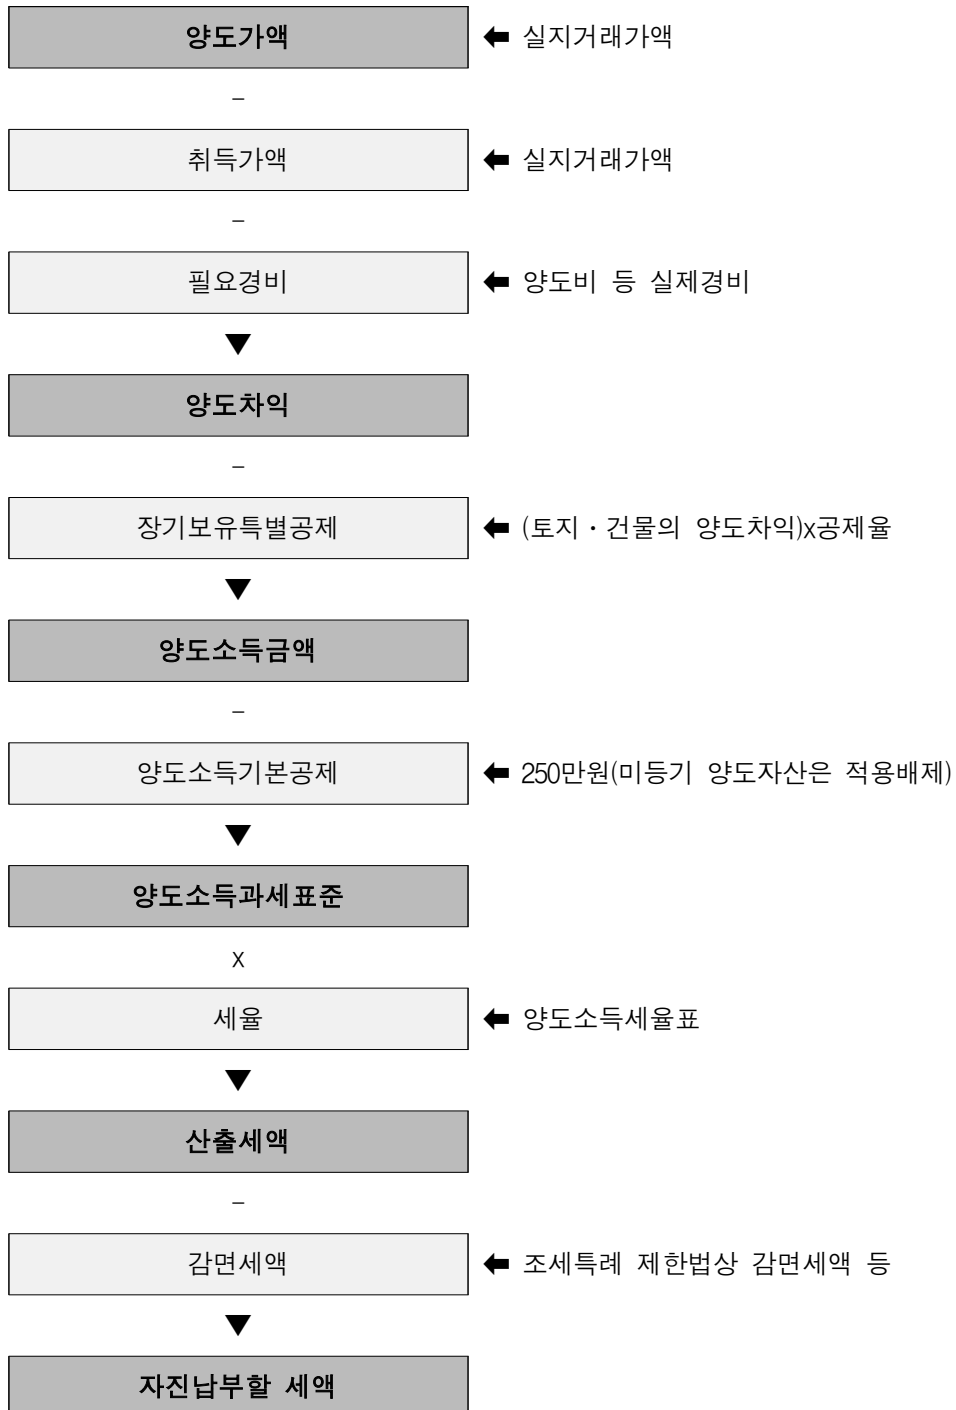 양도가액 ← 실지거래가액
-
취득가액 ← 실지거래가액
-
필요경비 ← 양도비 등 실제경비
▼
양도차익
-
장기보유특별공제 ← (토지·건물의 양도차익)x공제율
▼
양도소득금액
-
양도소득기본공제 ← 250만원(미등기 양도자산은 적용배제)
▼
양도소득과세표준
x
세율 ← 양도소득세율표
▼
산출세액
-
감면세액 ← 조세특례 제한법상 감면세액 등
▼
자진납부할 세액